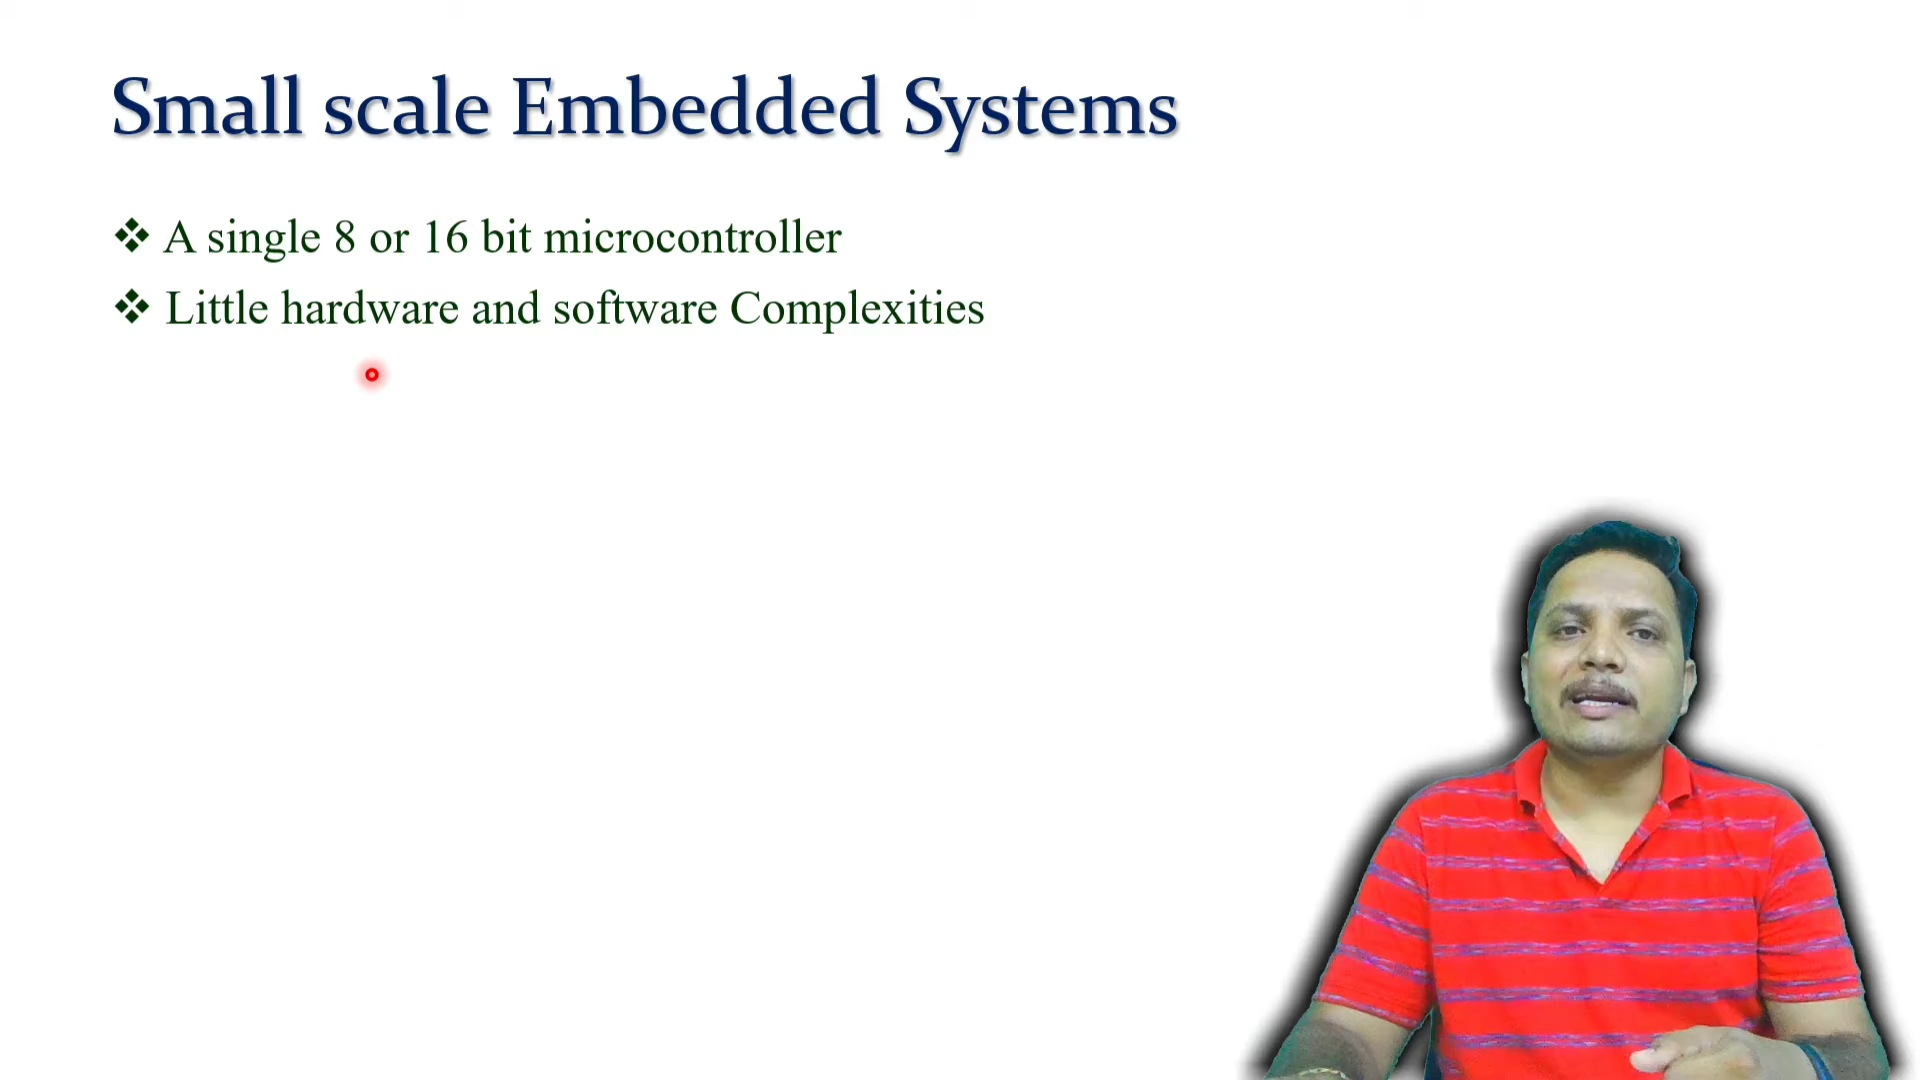 Small scale Embedded Systems
❖ A single 8 or 16 bit microcontroller
❖ Little hardware and software Complexities